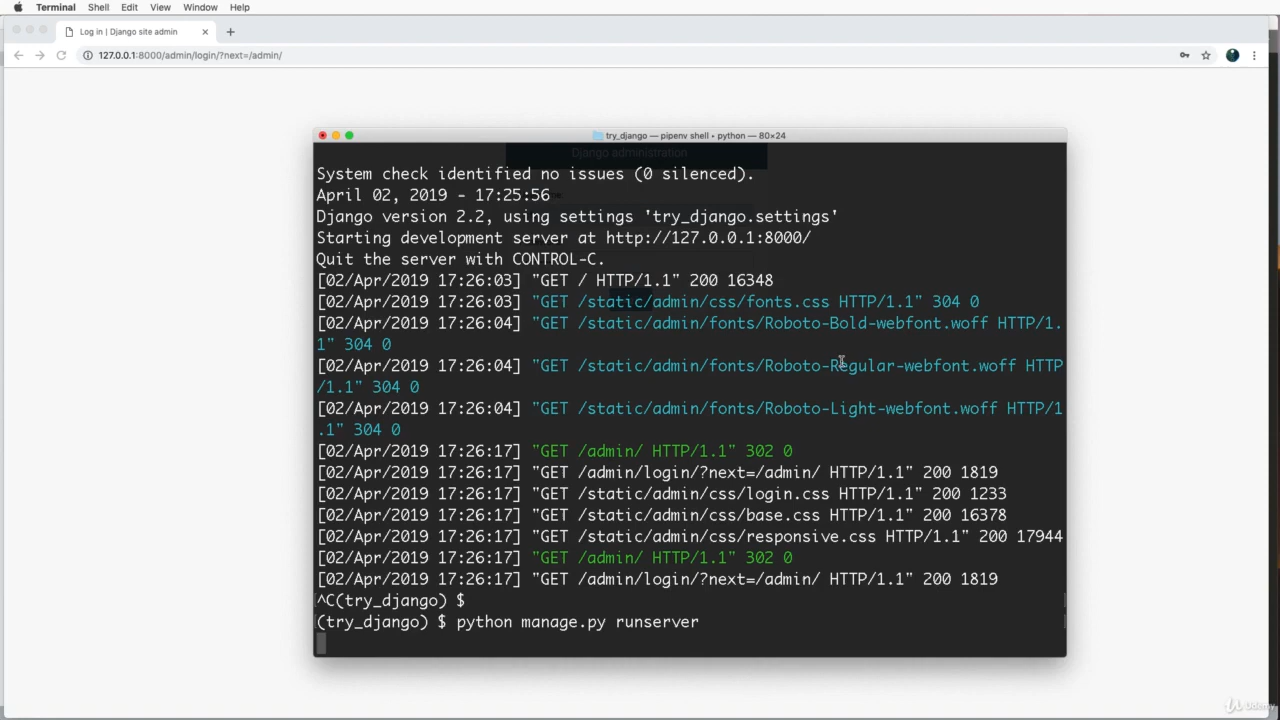 Terminal Shell Edit View Window Help
Log in | Django site admin
127.0.0.1:8000/admin/login/?next=/admin/
try_django — pipenv shell • python — 80×24
Django administration
System check identified no issues (0 silenced).
April 02, 2019 - 17:25:56
Django version 2.2, using settings 'try_django.settings'
Starting development server at http://127.0.0.1:8000/
Quit the server with CONTROL-C.
[02/Apr/2019 17:26:03] "GET / HTTP/1.1" 200 16348
[02/Apr/2019 17:26:03] "GET /static/admin/css/fonts.css HTTP/1.1" 304 0
[02/Apr/2019 17:26:04] "GET /static/admin/fonts/Roboto-Bold-webfont.woff HTTP/1.
1" 304 0
[02/Apr/2019 17:26:04] "GET /static/admin/fonts/Roboto-Regular-webfont.woff HTTP
/1.1" 304 0
[02/Apr/2019 17:26:04] "GET /static/admin/fonts/Roboto-Light-webfont.woff HTTP/1
.1" 304 0
[02/Apr/2019 17:26:17] "GET /admin/ HTTP/1.1" 302 0
[02/Apr/2019 17:26:17] "GET /admin/login/?next=/admin/ HTTP/1.1" 200 1819
[02/Apr/2019 17:26:17] "GET /static/admin/css/login.css HTTP/1.1" 200 1233
[02/Apr/2019 17:26:17] "GET /static/admin/css/base.css HTTP/1.1" 200 16378
[02/Apr/2019 17:26:17] "GET /static/admin/css/responsive.css HTTP/1.1" 200 17944
[02/Apr/2019 17:26:17] "GET /admin/ HTTP/1.1" 302 0
[02/Apr/2019 17:26:17] "GET /admin/login/?next=/admin/ HTTP/1.1" 200 1819
^C(try_django) $
(try_django) $ python manage.py runserver
Udemy